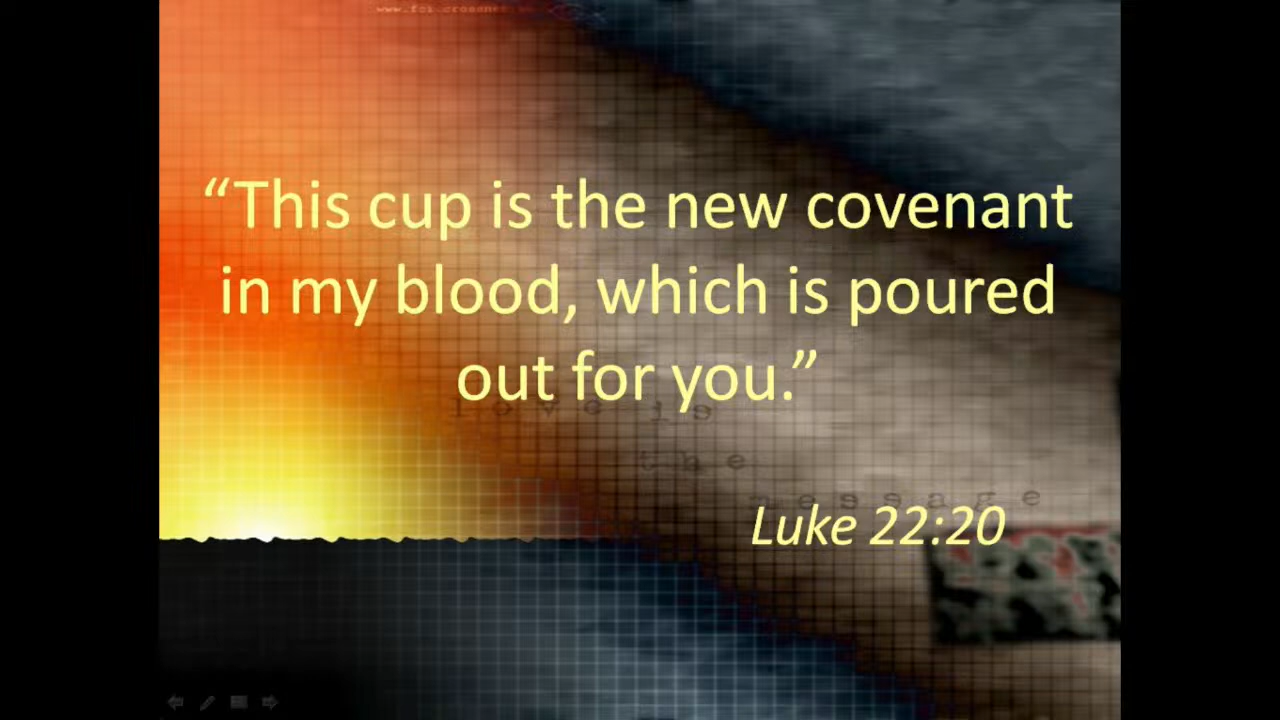 “This cup is the new covenant
in my blood, which is poured
out for you.”
love is
the
message
Luke 22:20